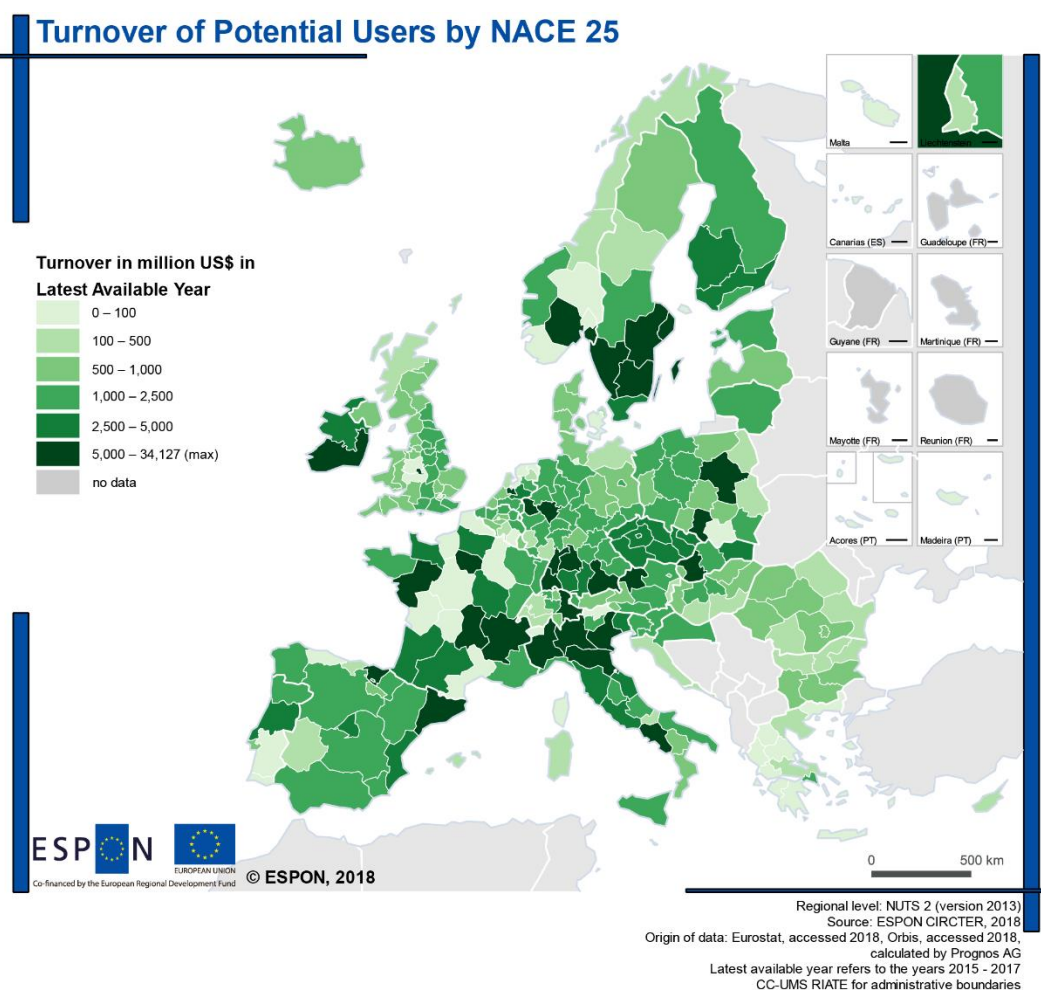 Turnover of Potential Users by NACE 25
Turnover in million US$ in
Latest Available Year
0 – 100
100 – 500
500 – 1,000
1,000 – 2,500
2,500 – 5,000
5,000 – 34,127 (max)
no data
Malta
Liechtenstein
Canarias (ES)
Guadeloupe (FR)
Guyane (FR)
Martinique (FR)
Mayotte (FR)
Reunion (FR)
Acores (PT)
Madeira (PT)
ESPON
EUROPEAN UNION
Co-financed by the European Regional Development Fund
© ESPON, 2018
0 500 km
Regional level: NUTS 2 (version 2013)
Source: ESPON CIRCTER, 2018
Origin of data: Eurostat, accessed 2018, Orbis, accessed 2018,
calculated by Prognos AG
Latest available year refers to the years 2015 - 2017
CC-UMS RIATE for administrative boundaries